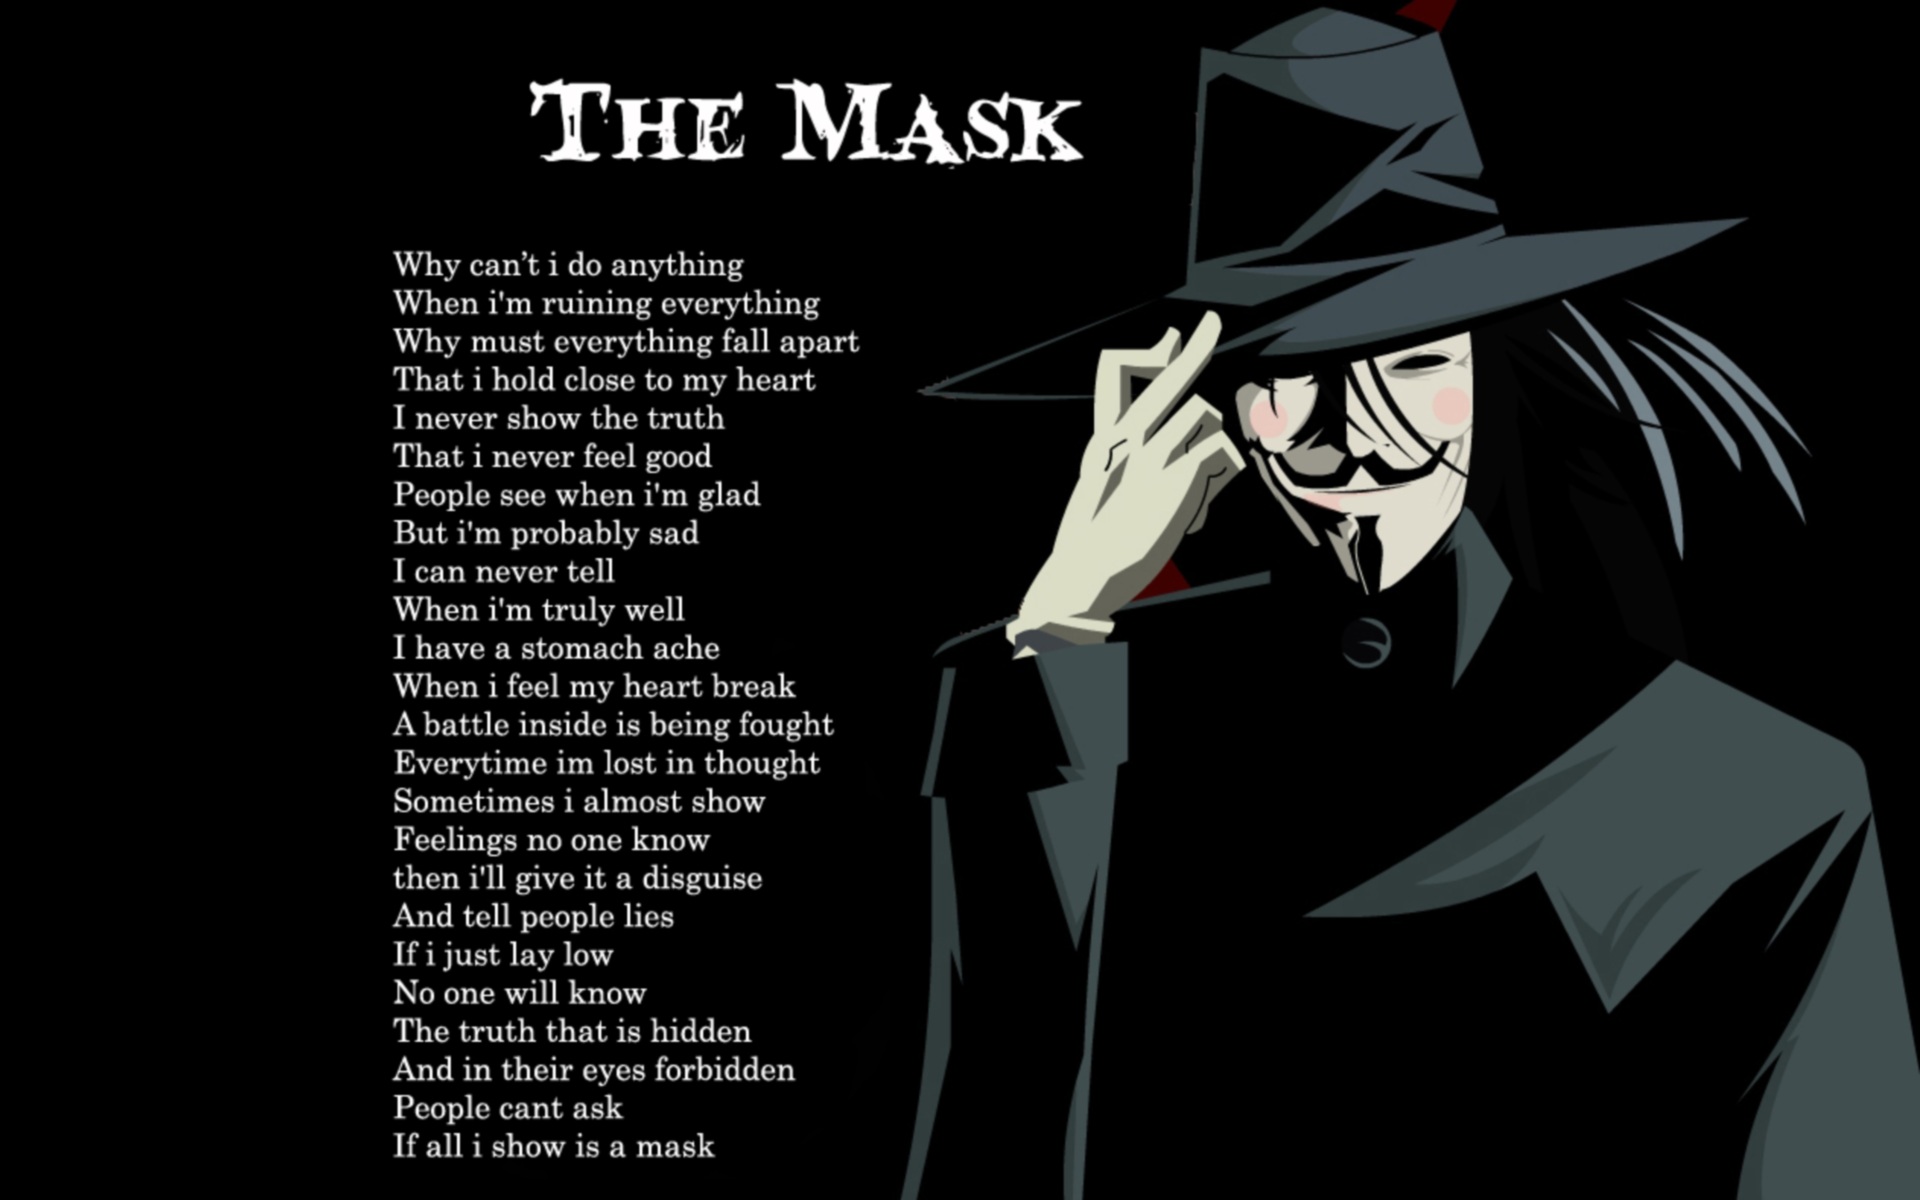 The Mask
Why can’t i do anything
When i'm ruining everything
Why must everything fall apart
That i hold close to my heart
I never show the truth
That i never feel good
People see when i'm glad
But i'm probably sad
I can never tell
When i'm truly well
I have a stomach ache
When i feel my heart break
A battle inside is being fought
Everytime im lost in thought
Sometimes i almost show
Feelings no one know
then i'll give it a disguise
And tell people lies
If i just lay low
No one will know
The truth that is hidden
And in their eyes forbidden
People cant ask
If all i show is a mask